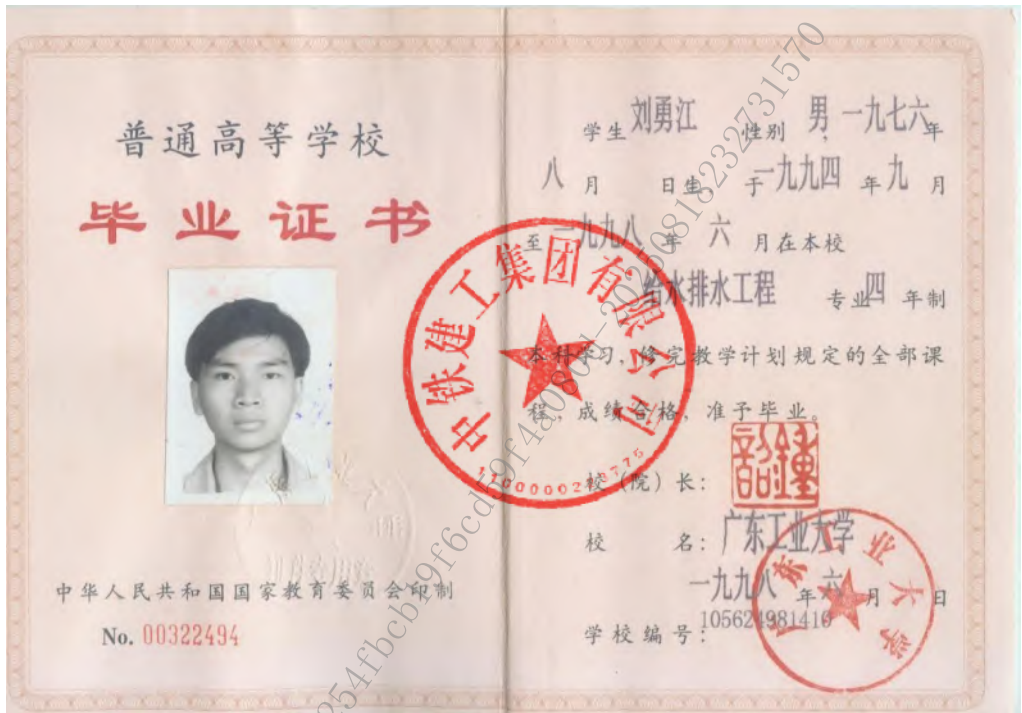 普通高等学校
毕业证书
中华人民共和国国家教育委员会印制
No. 00322494
学生 刘勇江 性别 男, 一九七六年
八月 日生, 于一九九四年九月
至一九九八年六月在本校
给水排水工程 专业四年制
本科学习, 修完教学计划规定的全部课
程, 成绩合格, 准予毕业。
校(院)长:
校 名: 广东工业大学
一九九八年六月 日
学校编号: 105624981410
中铁建工集团有限公司
广东工业大学